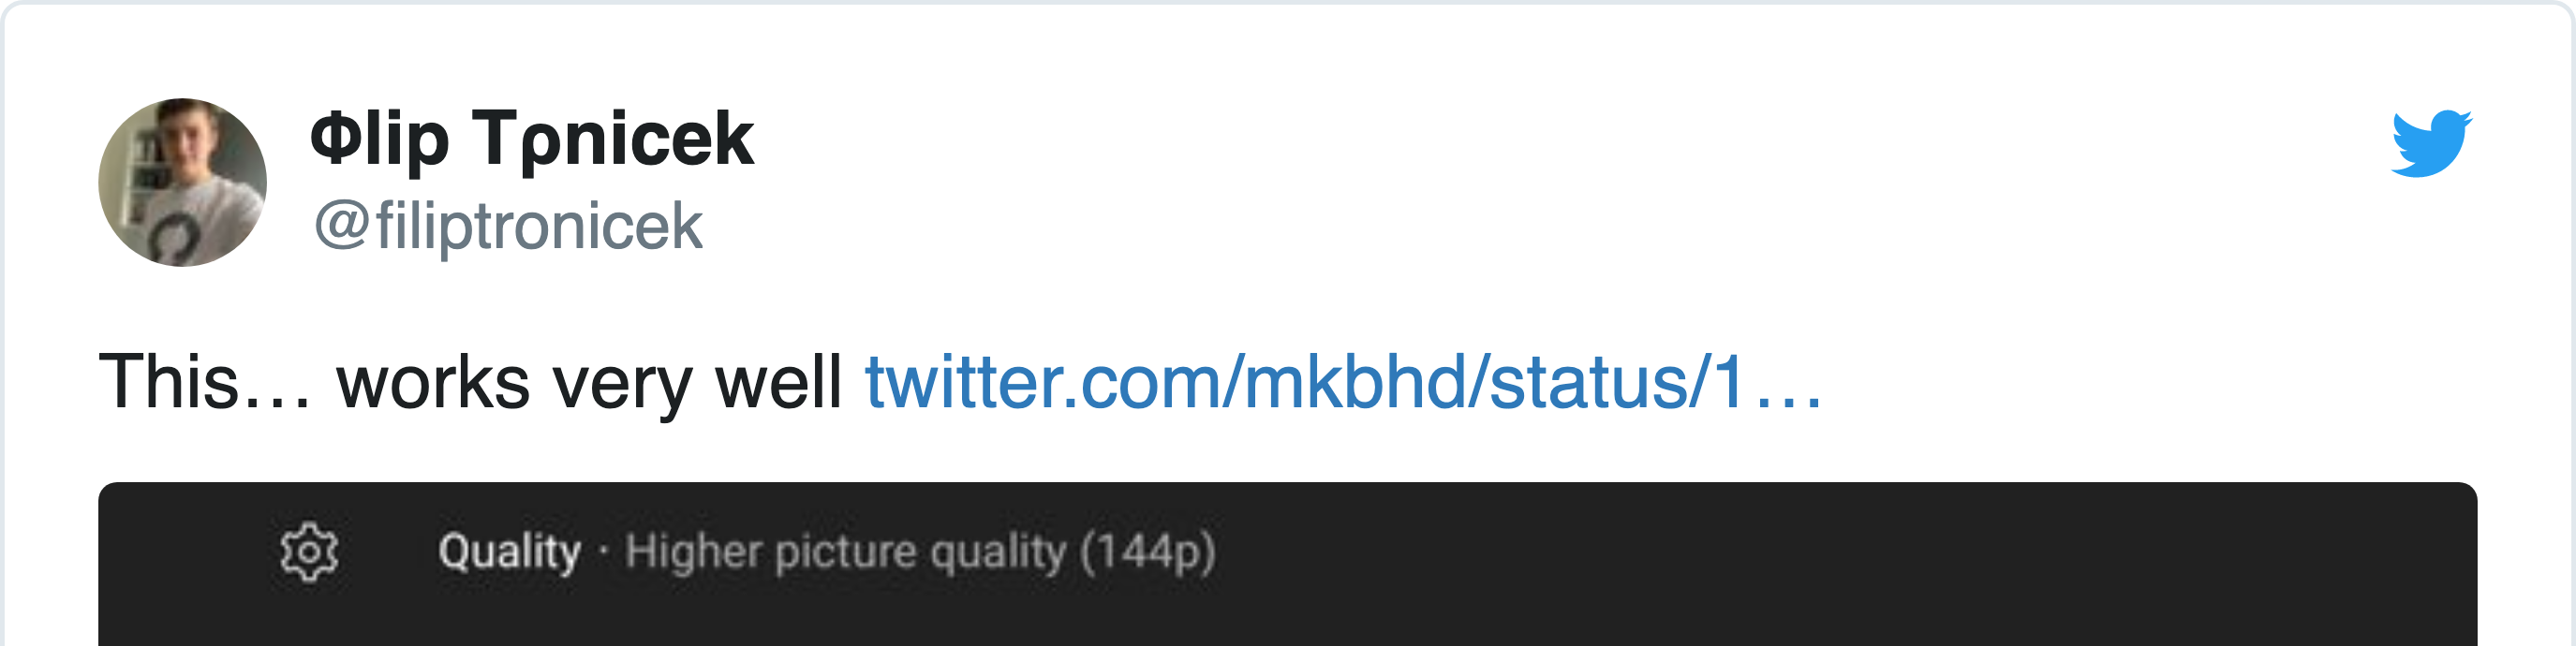 Φlip Tρnicek
@filiptronicek
This… works very well twitter.com/mkbhd/status/1…
Quality · Higher picture quality (144p)